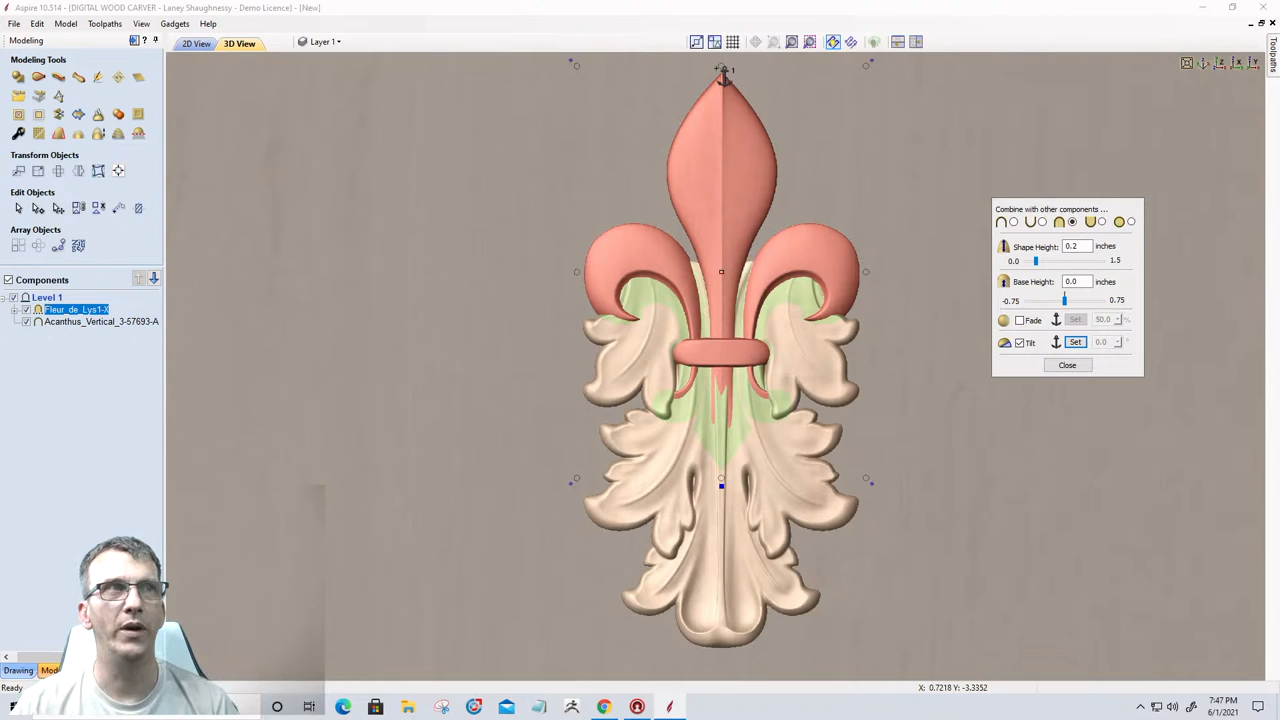 Aspire 10.514 - (DIGITAL WOOD CARVER - Laney Shaughnessy - Demo Licence) - [New]
File Edit Model Toolpaths View Gadgets Help
Modeling
2D View 3D View Layer 1
Toolpaths
Modeling Tools
Transform Objects
Edit Objects
Array Objects
Components
Level 1
Fleur_de_Lys1-X
Acanthus_Vertical_3-57693-A
1
Combine with other components ...
Shape Height: 0.2 inches
0.0 1.5
Base Height: 0.0 inches
-0.75 0.75
Fade Set 50.0 %
Tilt Set 0.0 °
Close
Drawing
Ready
X: 0.7218 Y: -3.3352
7:47 PM
6/1/2021